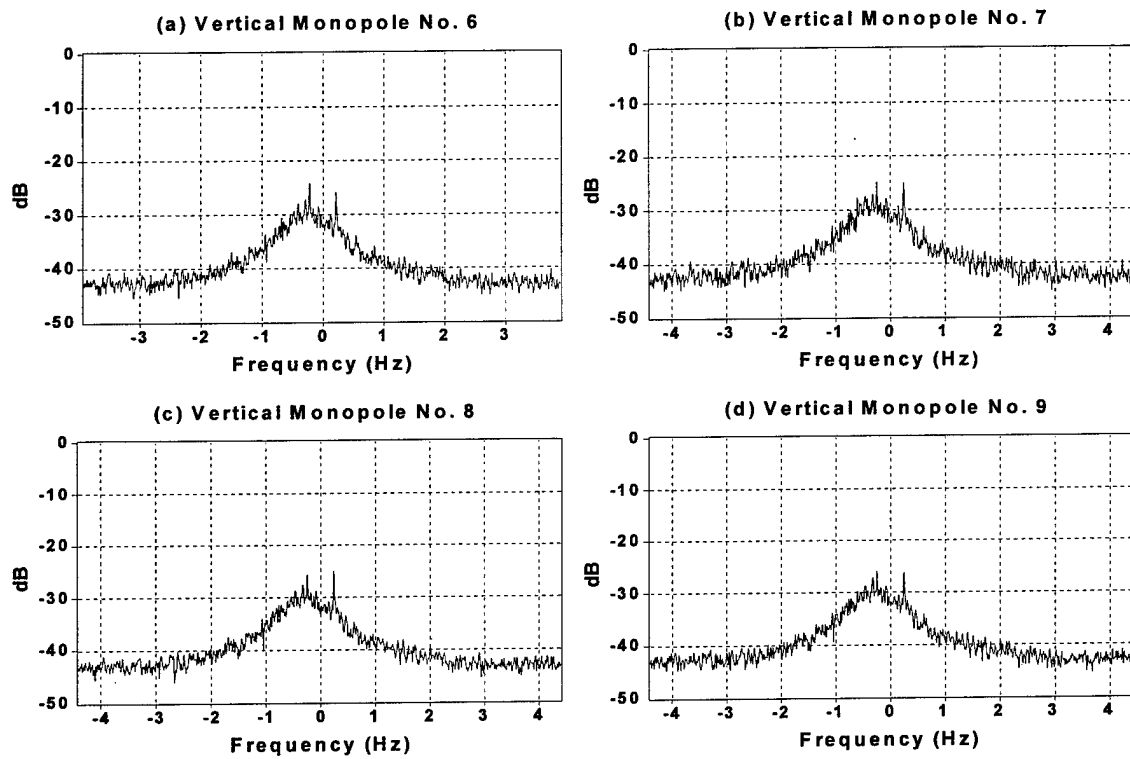 (a) Vertical Monopole No. 6
0
-10
-20
-30
-40
-50
dB
-3 -2 -1 0 1 2 3
Frequency (Hz)
(b) Vertical Monopole No. 7
0
-10
-20
-30
-40
-50
dB
-4 -3 -2 -1 0 1 2 3 4
Frequency (Hz)
(c) Vertical Monopole No. 8
0
-10
-20
-30
-40
-50
dB
-4 -3 -2 -1 0 1 2 3 4
Frequency (Hz)
(d) Vertical Monopole No. 9
0
-10
-20
-30
-40
-50
dB
-4 -3 -2 -1 0 1 2 3 4
Frequency (Hz)